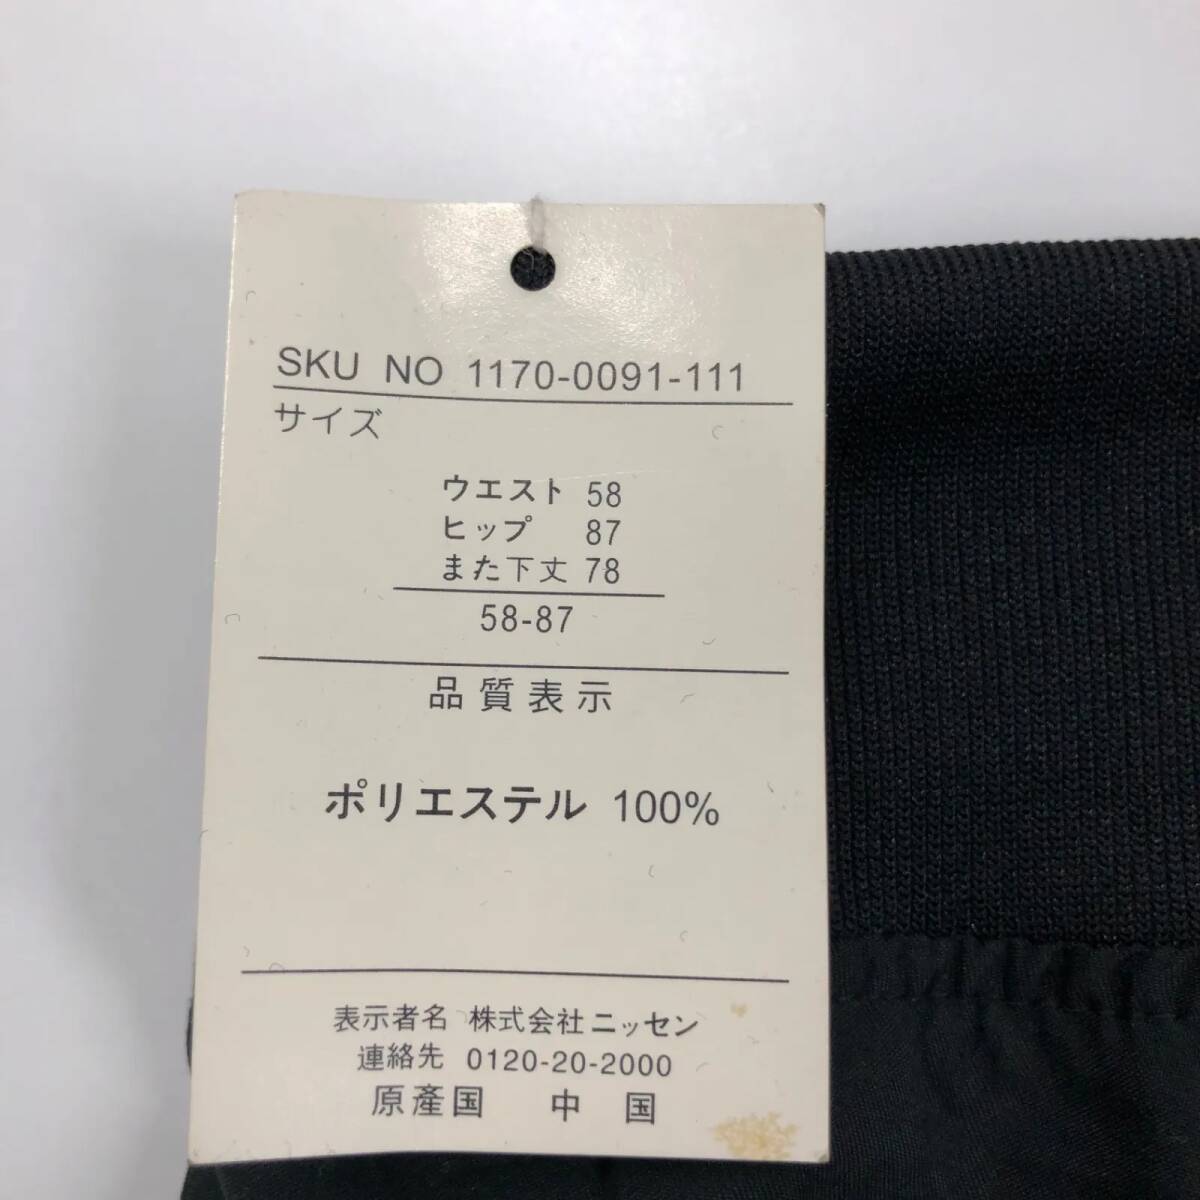 SKU NO 1170-0091-111
サイズ
ウエスト 58
ヒップ 87
また下丈 78
58-87
品質表示
ポリエステル 100%
表示者名 株式会社ニッセン
連絡先 0120-20-2000
原産国 中国